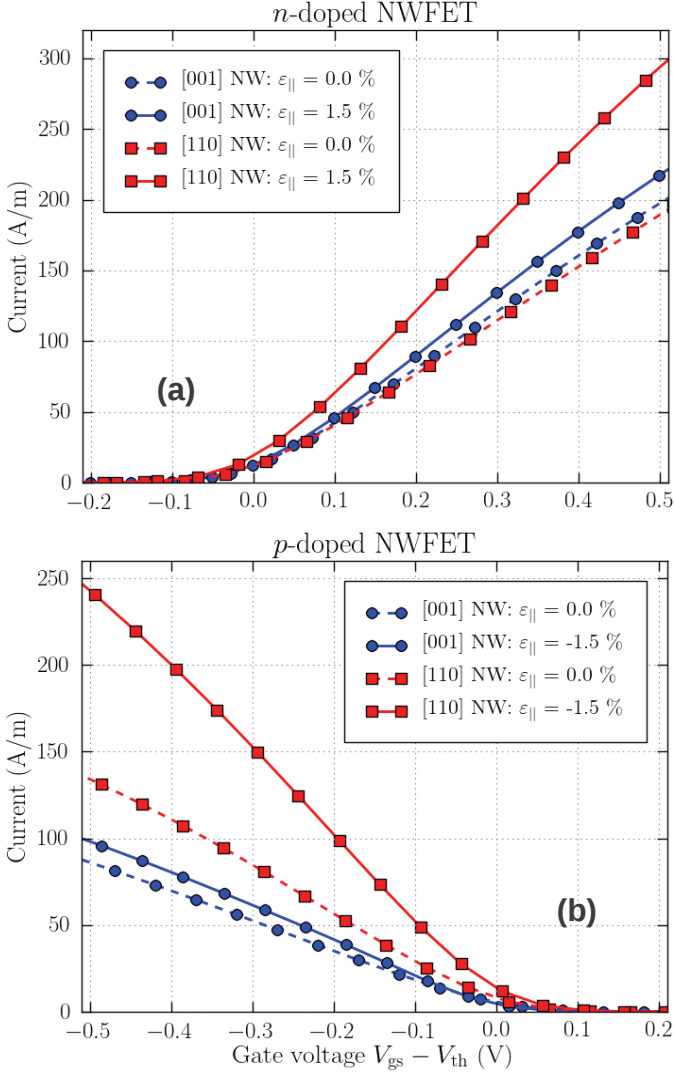 n-doped NWFET
300
250
200
150
100
50
0
Current (A/m)
[001] NW: ε|| = 0.0 %
[001] NW: ε|| = 1.5 %
[110] NW: ε|| = 0.0 %
[110] NW: ε|| = 1.5 %
(a)
−0.2 −0.1 0.0 0.1 0.2 0.3 0.4 0.5
p-doped NWFET
250
200
150
100
50
0
Current (A/m)
[001] NW: ε|| = 0.0 %
[001] NW: ε|| = -1.5 %
[110] NW: ε|| = 0.0 %
[110] NW: ε|| = -1.5 %
(b)
−0.5 −0.4 −0.3 −0.2 −0.1 0.0 0.1 0.2
Gate voltage Vgs − Vth (V)